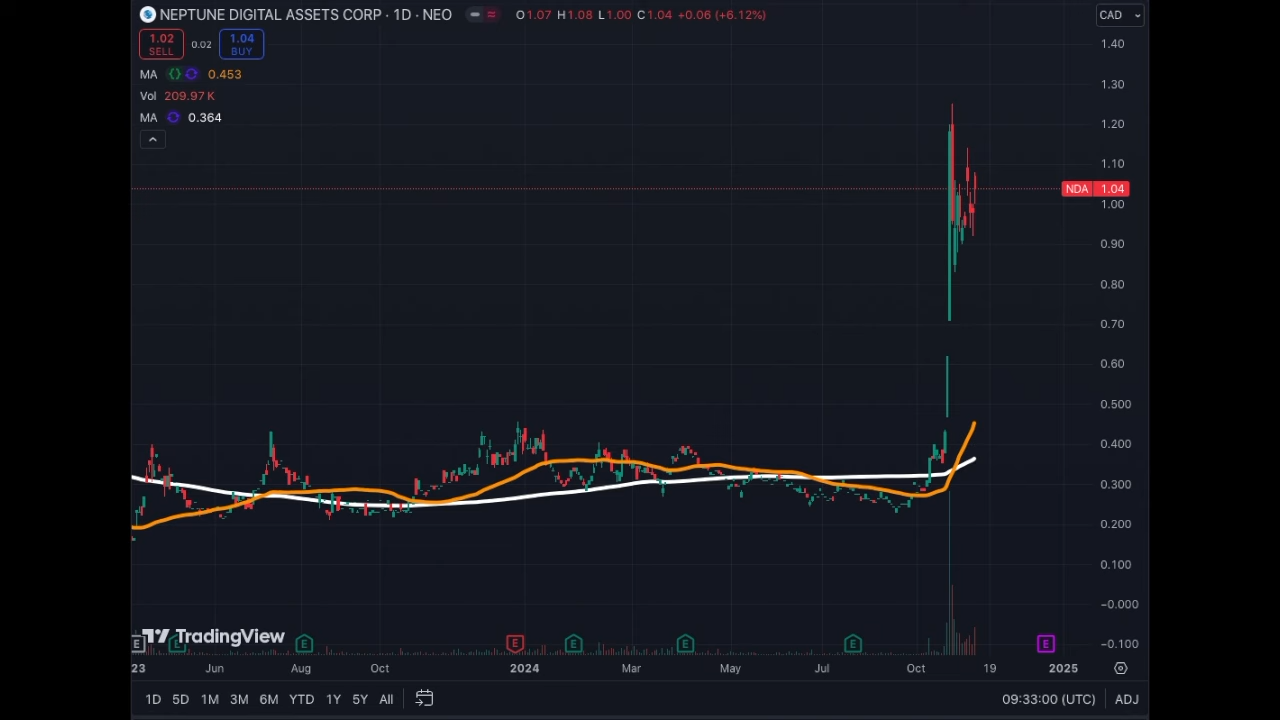 NEPTUNE DIGITAL ASSETS CORP · 1D · NEO
O1.07 H1.08 L1.00 C1.04 +0.06 (+6.12%)
CAD
1.02
SELL
0.02
1.04
BUY
MA 0.453
Vol 209.97 K
MA 0.364
1.40
1.30
1.20
1.10
NDA 1.04
1.00
0.90
0.80
0.70
0.60
0.500
0.400
0.300
0.200
0.100
−0.000
−0.100
TradingView
E E E E E E E E
23 Jun Aug Oct 2024 Mar May Jul Oct 19 2025
1D 5D 1M 3M 6M YTD 1Y 5Y All
09:33:00 (UTC) ADJ